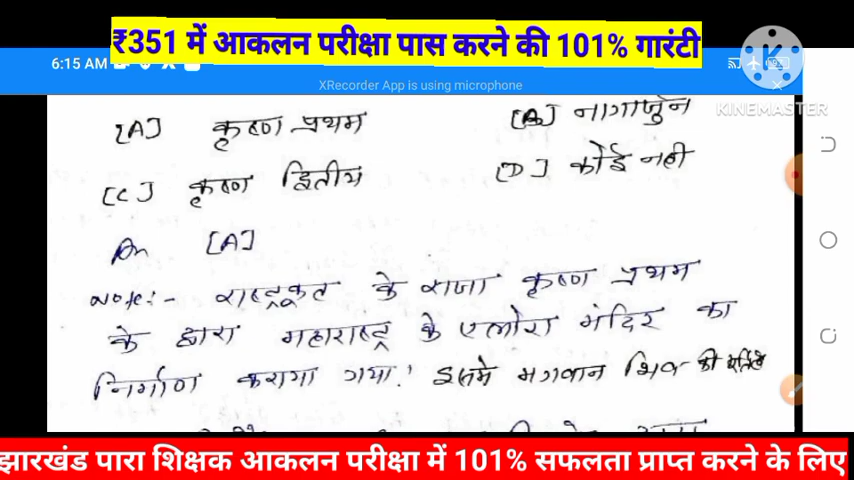 ₹351 में आकलन परीक्षा पास करने की 101% गारंटी
6:15 AM
XRecorder App is using microphone
KINEMASTER
[A] कृष्ण प्रथम [B] नागार्जुन
[C] कृष्ण द्वितीय [D] कोई नही
An [A]
Note:- राष्ट्रकूट के राजा कृष्ण प्रथम
के द्वारा महाराष्ट्र के एलोरा मंदिर का
निर्माण कराया गया! इसमे भगवान शिव की
झारखंड पारा शिक्षक आकलन परीक्षा में 101% सफलता प्राप्त करने के लिए